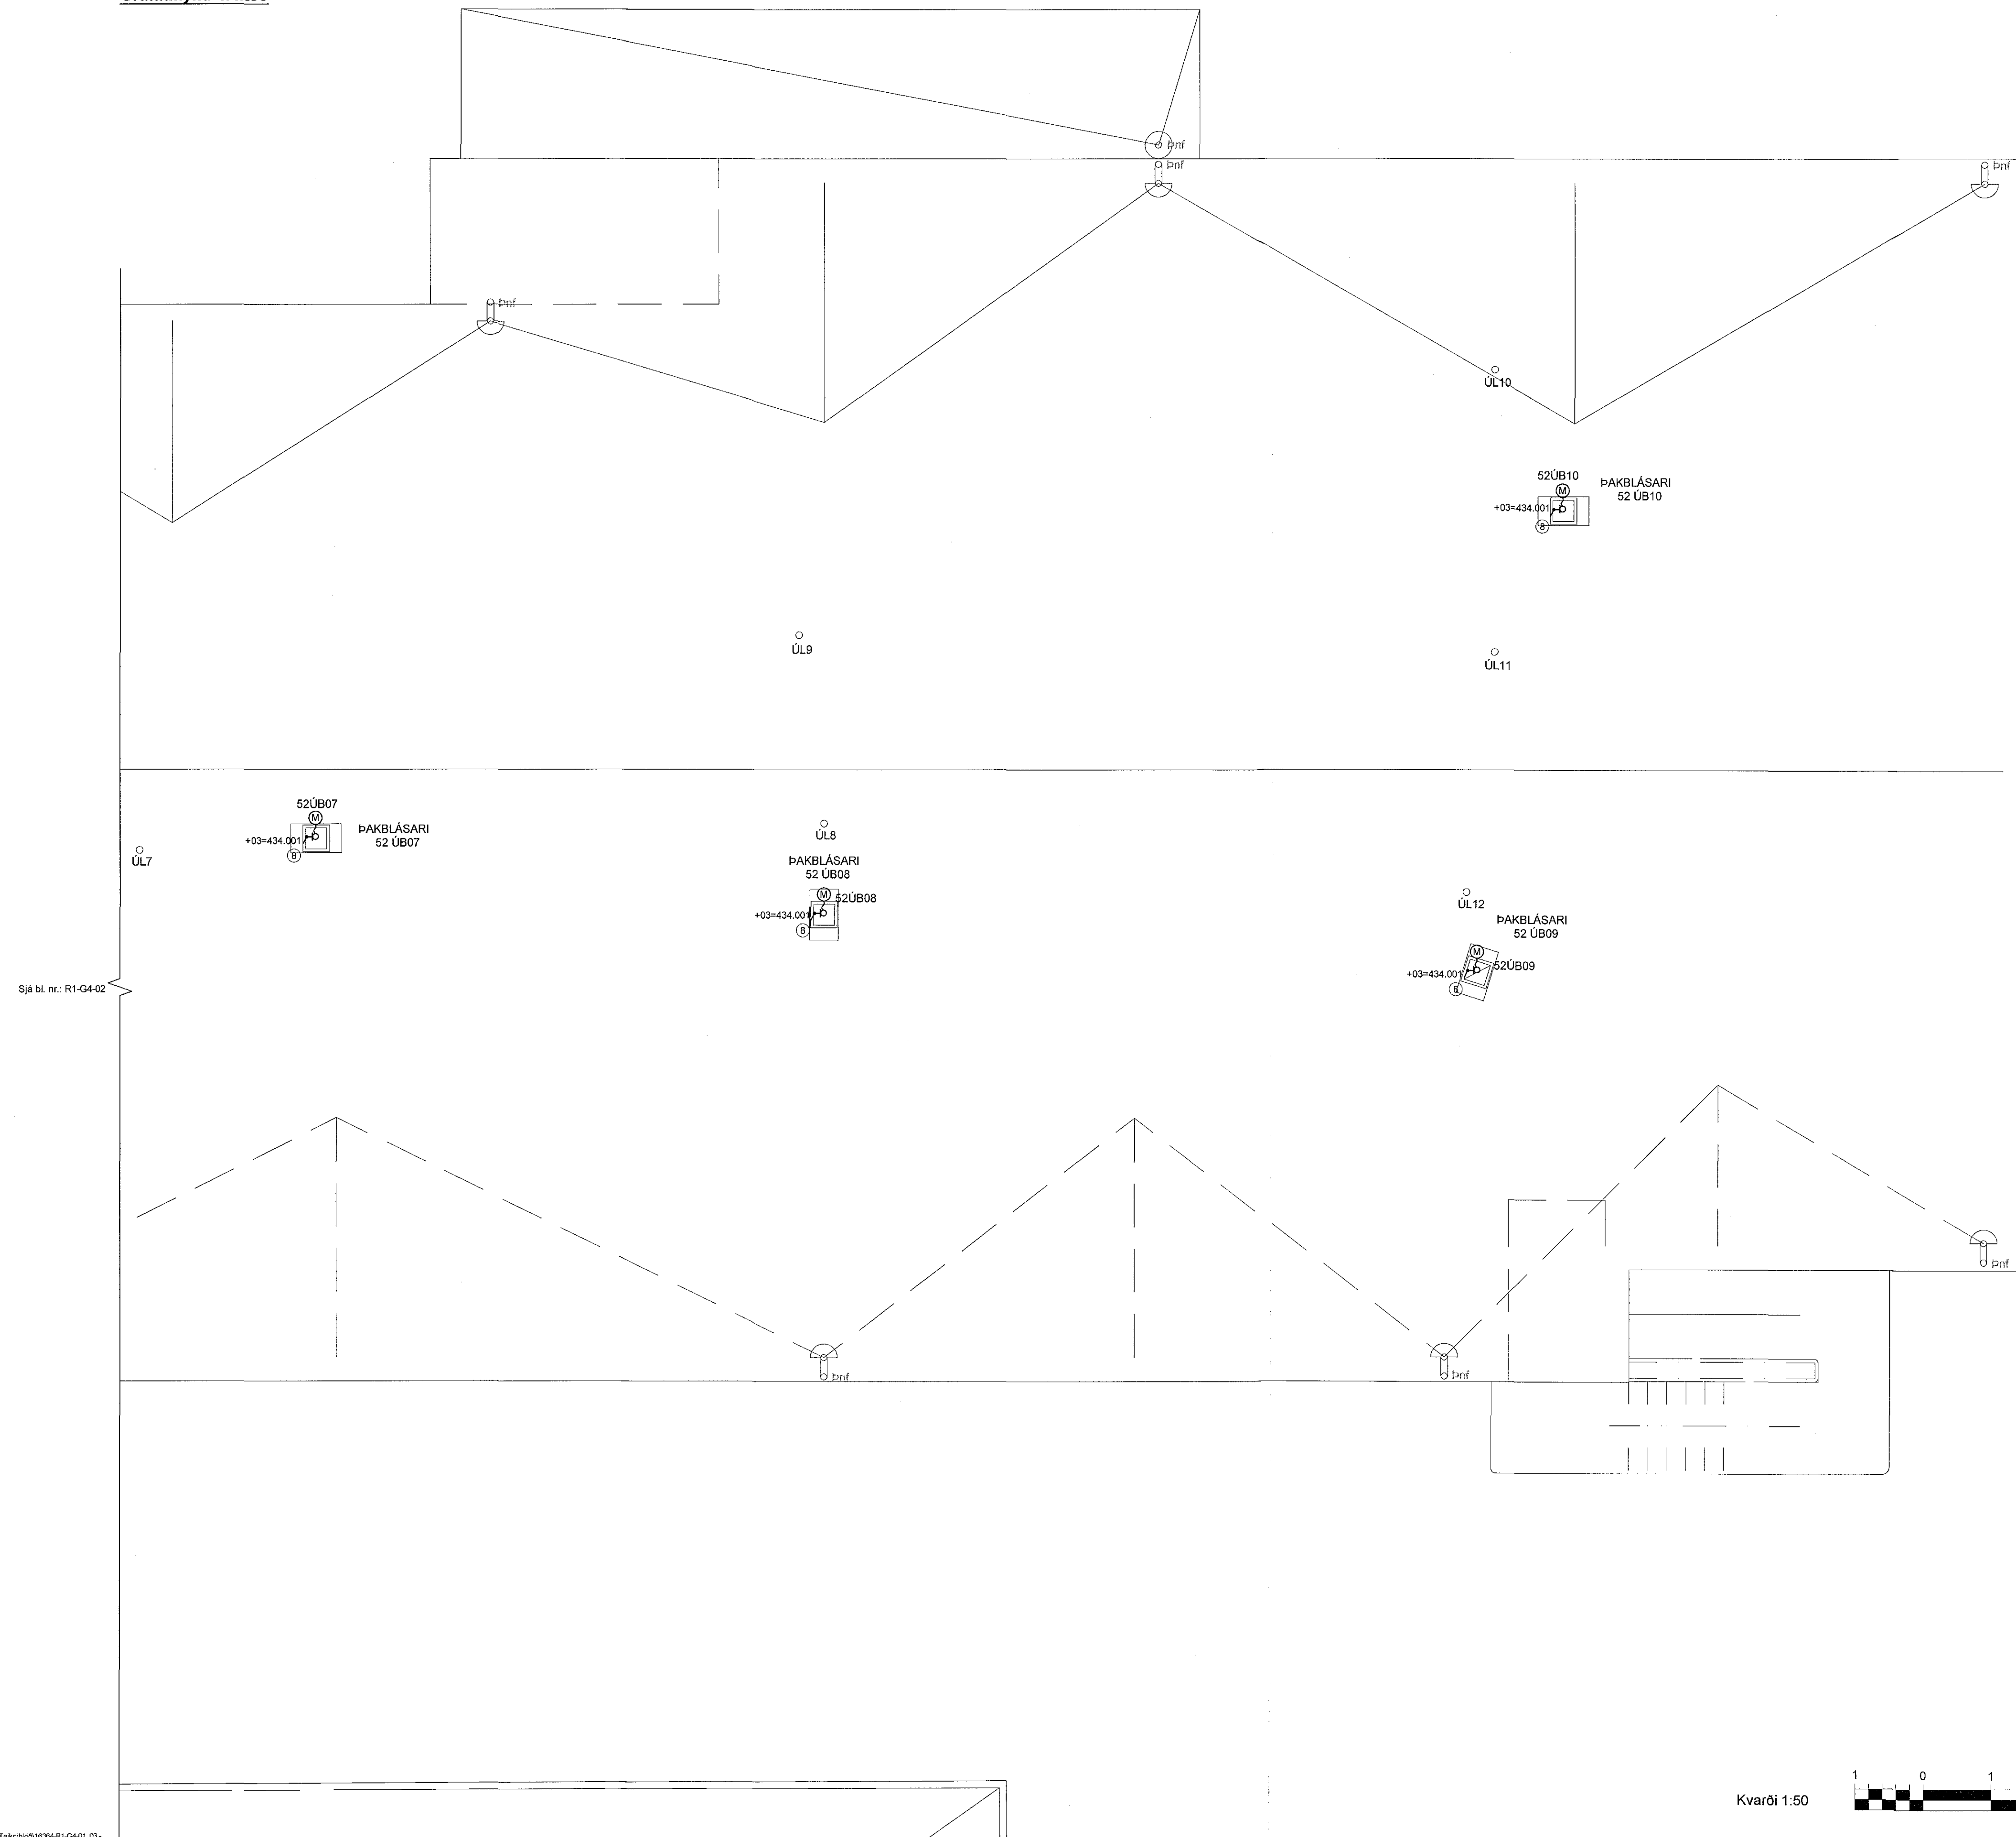 Þnf
Þnf
Þnf
Þnf
ÚL10
52ÚB10
M
ÞAKBLÁSARI
52 ÚB10
+03=434.001
8
ÚL9
ÚL11
52ÚB07
M
ÞAKBLÁSARI
52 ÚB07
+03=434.001
8
ÚL7
ÚL8
ÞAKBLÁSARI
52 ÚB08
M
52ÚB08
+03=434.001
8
ÚL12
ÞAKBLÁSARI
52 ÚB09
M
52ÚB09
+03=434.001
8
Sjá bl. nr.: R1-G4-02
Þnf
Þnf
Þnf
1 0 1
Kvarði 1:50